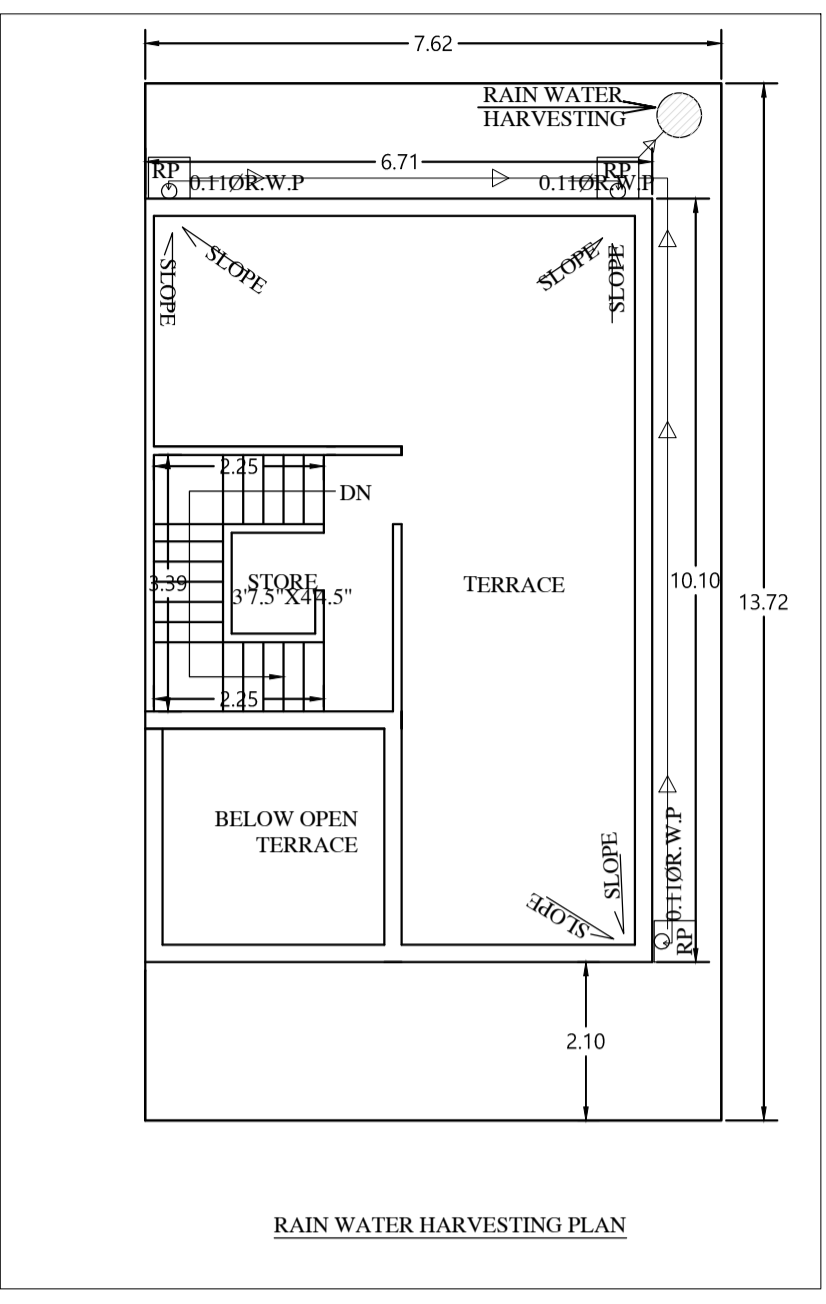 7.62
RAIN WATER
HARVESTING
6.71
RP
RP
0.11ØR.W.P
0.11ØR.W.P
SLOPE
SLOPE
SLOPE
SLOPE
2.25
DN
3.39
STORE
3'7.5"X4'4.5"
TERRACE
10.10
13.72
2.25
BELOW OPEN
TERRACE
SLOPE
SLOPE
0.11ØR.W.P
RP
2.10
RAIN WATER HARVESTING PLAN